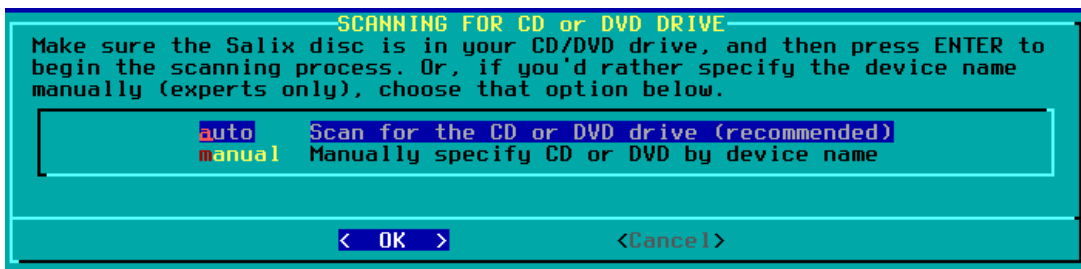 SCANNING FOR CD or DVD DRIVE
Make sure the Salix disc is in your CD/DVD drive, and then press ENTER to
begin the scanning process. Or, if you'd rather specify the device name
manually (experts only), choose that option below.
auto Scan for the CD or DVD drive (recommended)
manual Manually specify CD or DVD by device name
< OK > <Cancel>